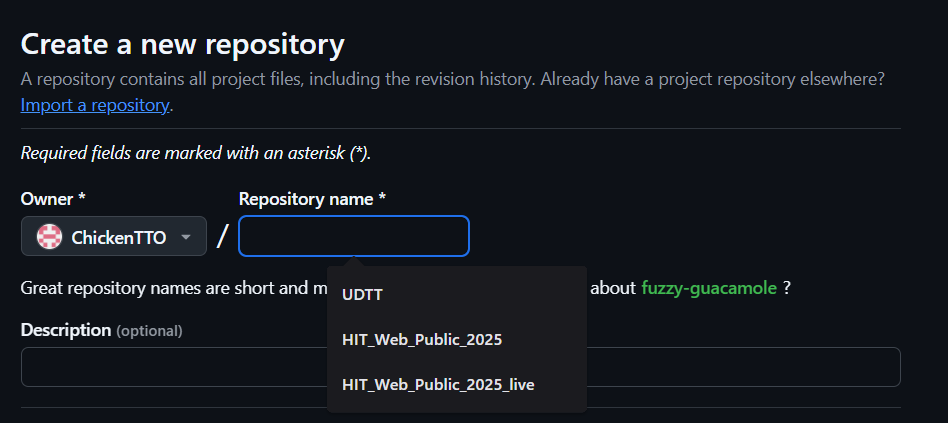 Create a new repository
A repository contains all project files, including the revision history. Already have a project repository elsewhere?
Import a repository.
Required fields are marked with an asterisk (*).
Owner *
Repository name *
ChickenTTO
/
Great repository names are short and m
about fuzzy-guacamole ?
UDTT
HIT_Web_Public_2025
HIT_Web_Public_2025_live
Description (optional)